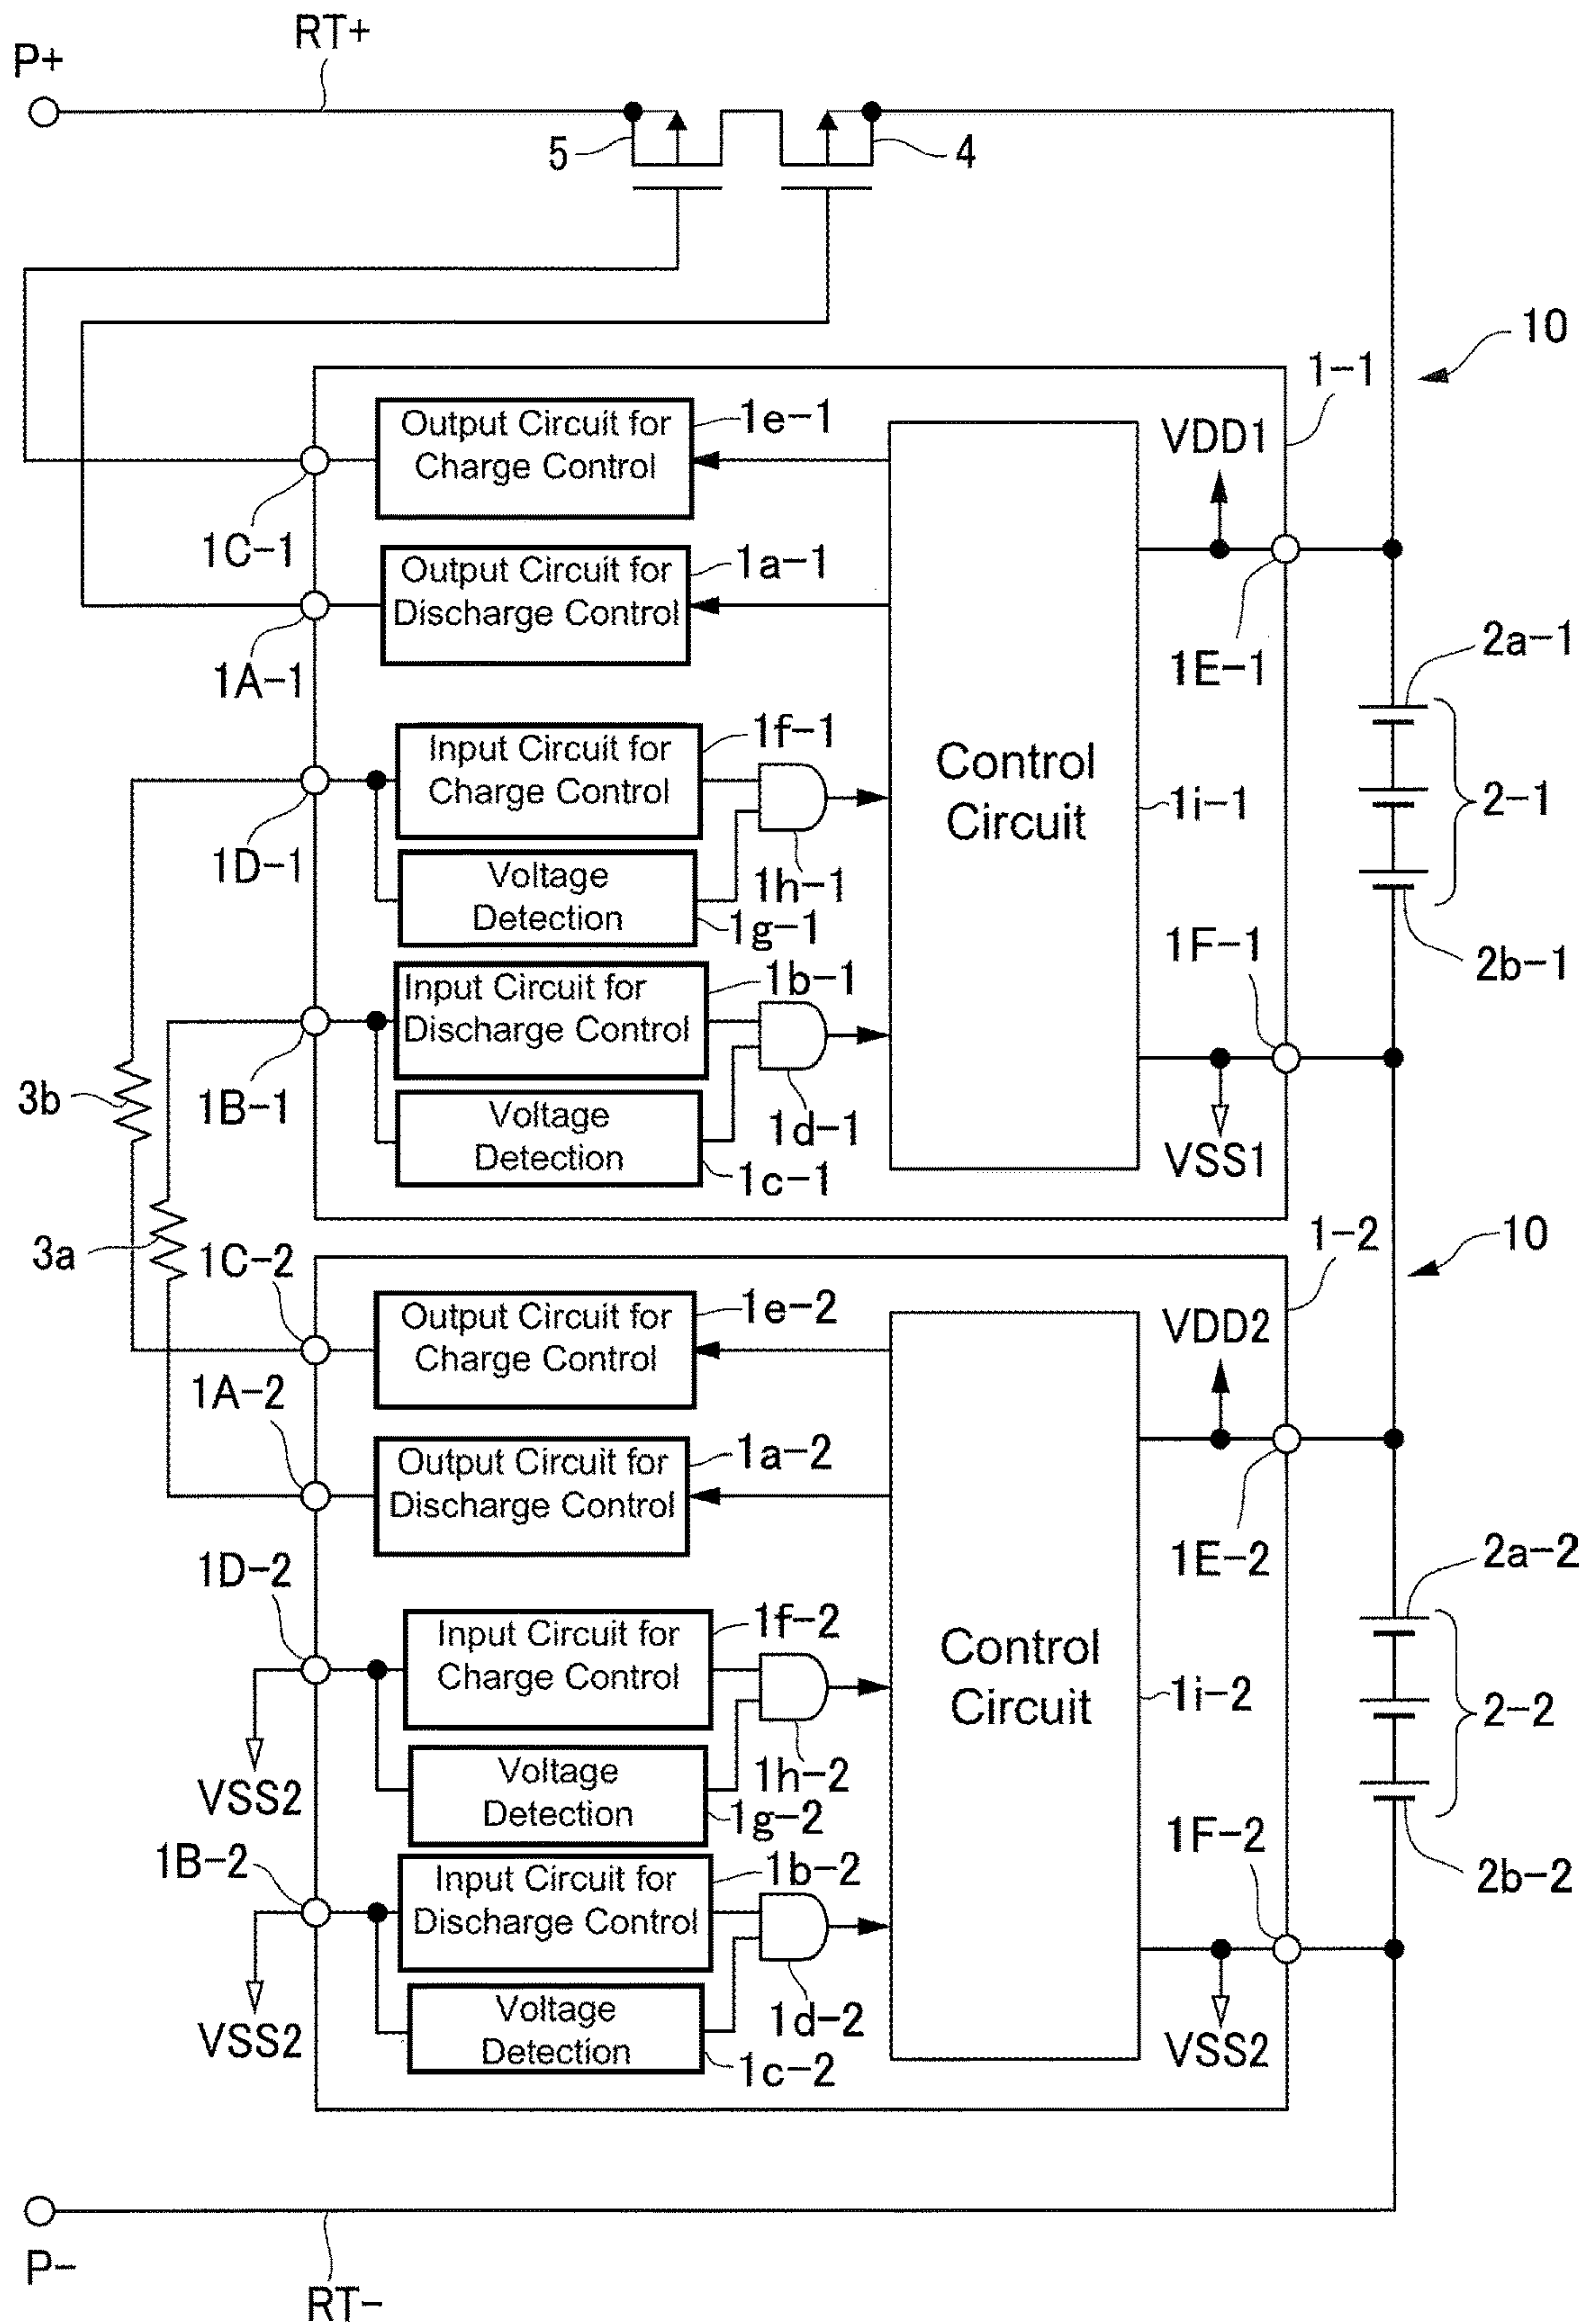 RT+
P+
5
4
10
1-1
Output Circuit for
Charge Control
1e-1
VDD1
1C-1
Output Circuit for
Discharge Control
1a-1
1A-1
1E-1
2a-1
Input Circuit for
Charge Control
1f-1
Control
Circuit
1i-1
2-1
1D-1
Voltage
Detection
1h-1
1g-1
1F-1
2b-1
Input Circuit for
Discharge Control
1b-1
3b
1B-1
Voltage
Detection
1d-1
1c-1
VSS1
3a
1C-2
1-2
10
Output Circuit for
Charge Control
1e-2
VDD2
1A-2
Output Circuit for
Discharge Control
1a-2
1D-2
1E-2
2a-2
Input Circuit for
Charge Control
1f-2
Control
Circuit
1i-2
2-2
VSS2
Voltage
Detection
1h-2
1g-2
1F-2
1B-2
2b-2
Input Circuit for
Discharge Control
1b-2
VSS2
Voltage
Detection
1d-2
1c-2
VSS2
P-
RT-